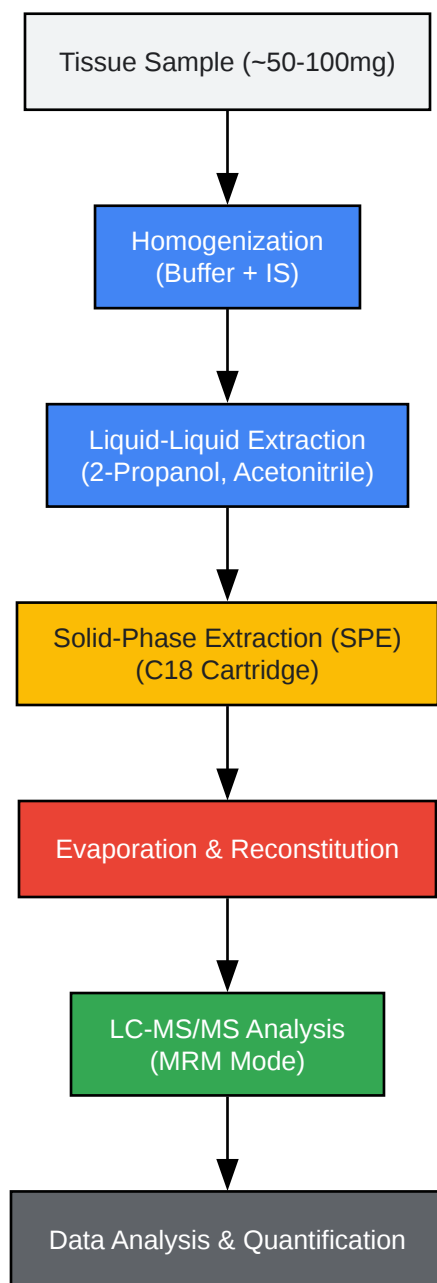 Tissue Sample (~50-100mg)
Homogenization
(Buffer + IS)
Liquid-Liquid Extraction
(2-Propanol, Acetonitrile)
Solid-Phase Extraction (SPE)
(C18 Cartridge)
Evaporation & Reconstitution
LC-MS/MS Analysis
(MRM Mode)
Data Analysis & Quantification